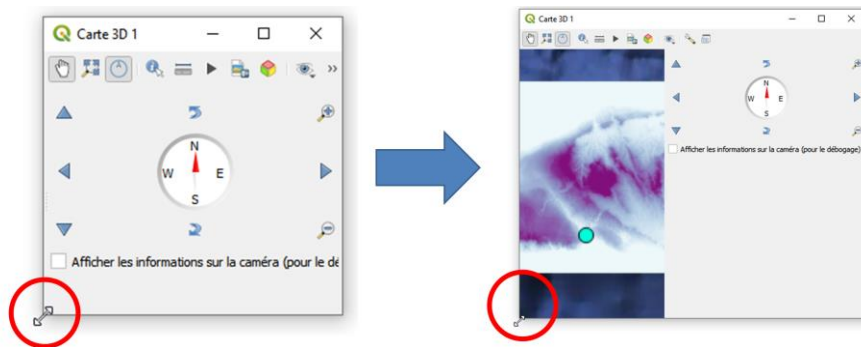 Carte 3D 1
N
W E
S
Afficher les informations sur la caméra (pour le dé
Carte 3D 1
N
W E
S
Afficher les informations sur la caméra (pour le débogage)